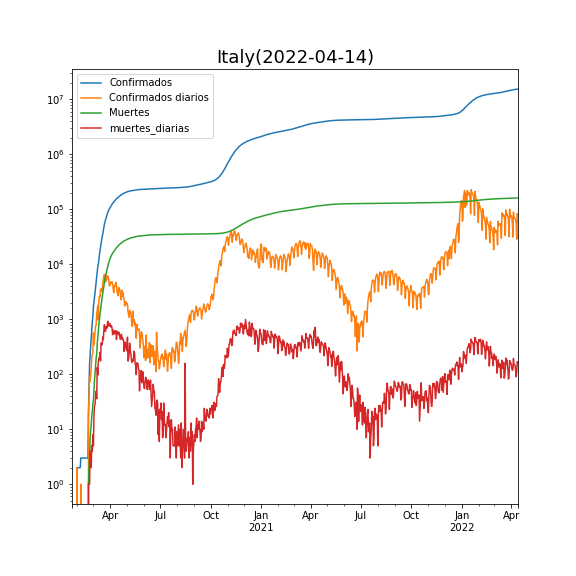 Italy(2022-04-14)
Confirmados
Confirmados diarios
Muertes
muertes_diarias
10⁷
10⁶
10⁵
10⁴
10³
10²
10¹
10⁰
Apr Jul Oct Jan Apr Jul Oct Jan Apr
2021 2022